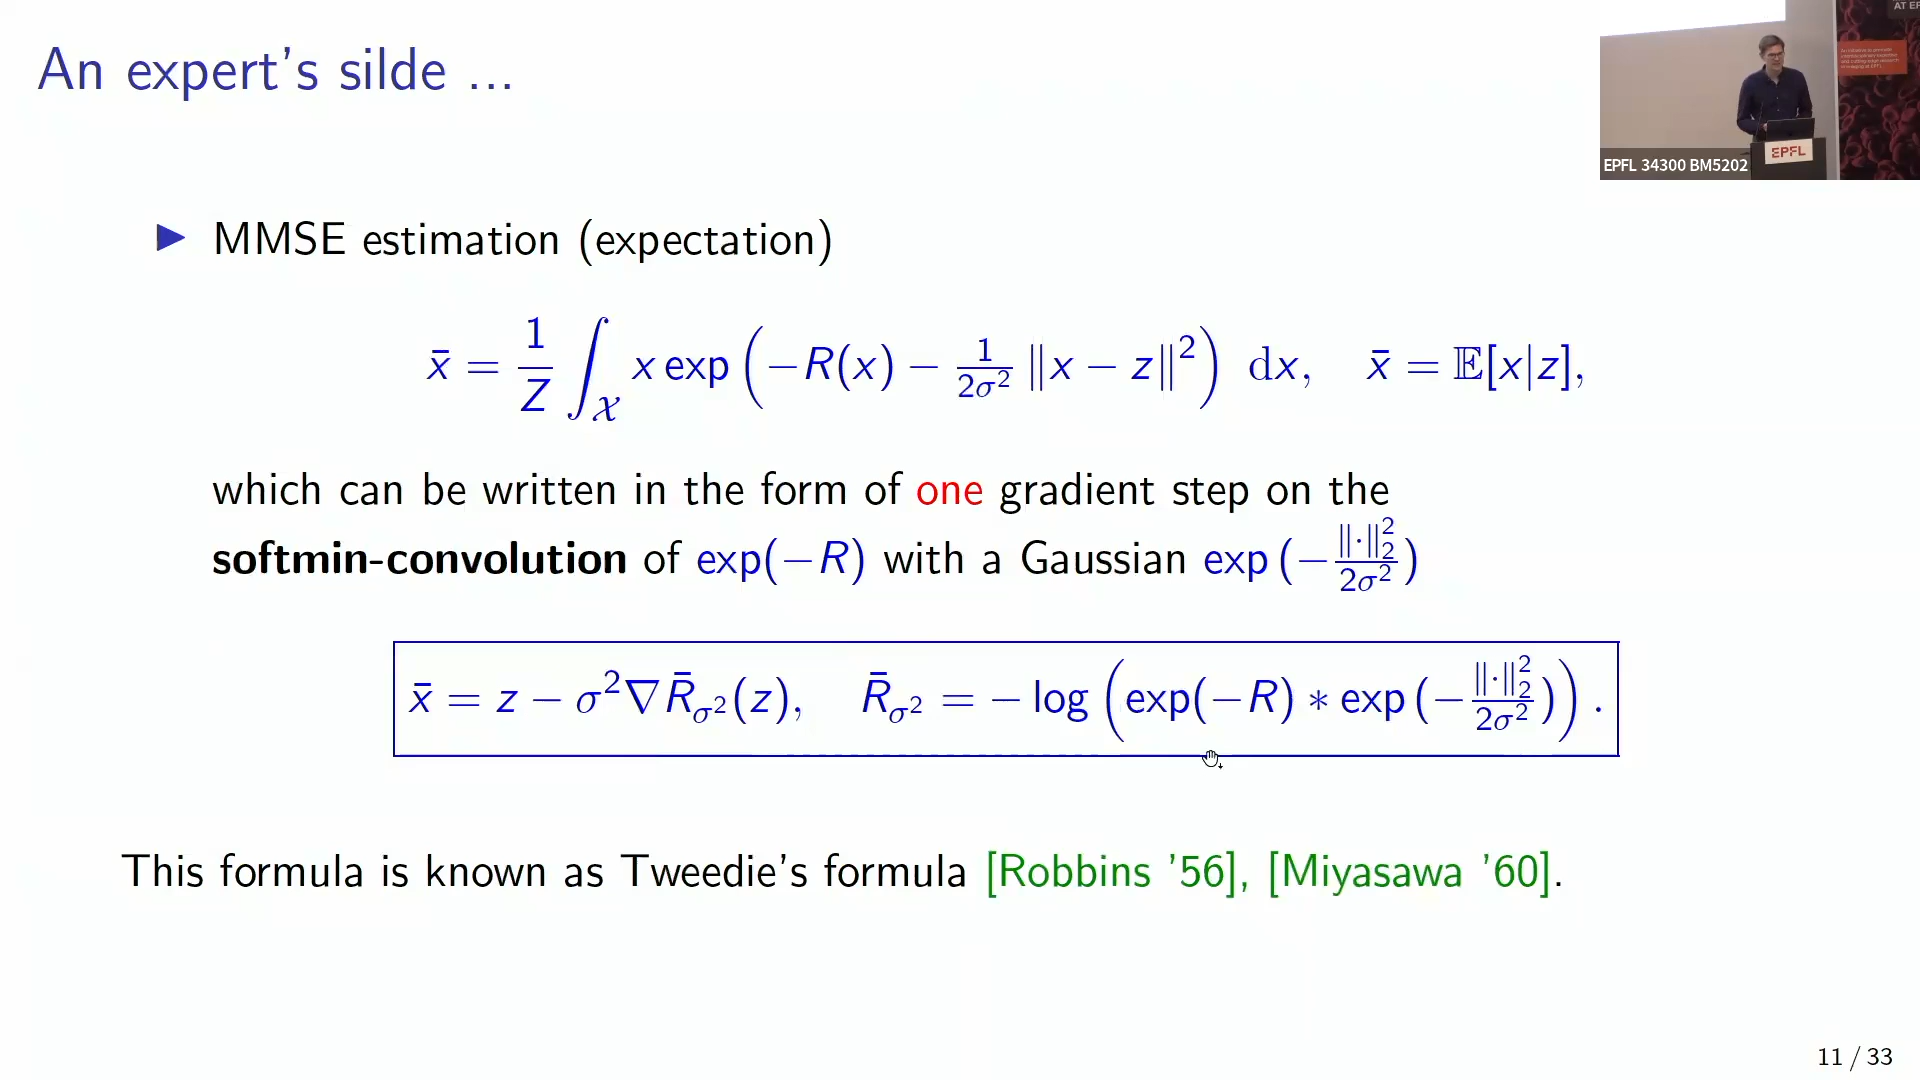 An expert's silde ...
▶ MMSE estimation (expectation)
x̄ = 1/Z ∫_𝒳 x exp(−R(x) − 1/(2σ²) ‖x − z‖²) dx, x̄ = 𝔼[x|z],
which can be written in the form of one gradient step on the
softmin-convolution of exp(−R) with a Gaussian exp(−‖·‖₂²/(2σ²))
x̄ = z − σ²∇R̄_σ²(z), R̄_σ² = − log(exp(−R) ∗ exp(−‖·‖₂²/(2σ²))).
This formula is known as Tweedie's formula [Robbins '56], [Miyasawa '60].
11 / 33
EPFL 34300 BM5202
EPFL
AT EP